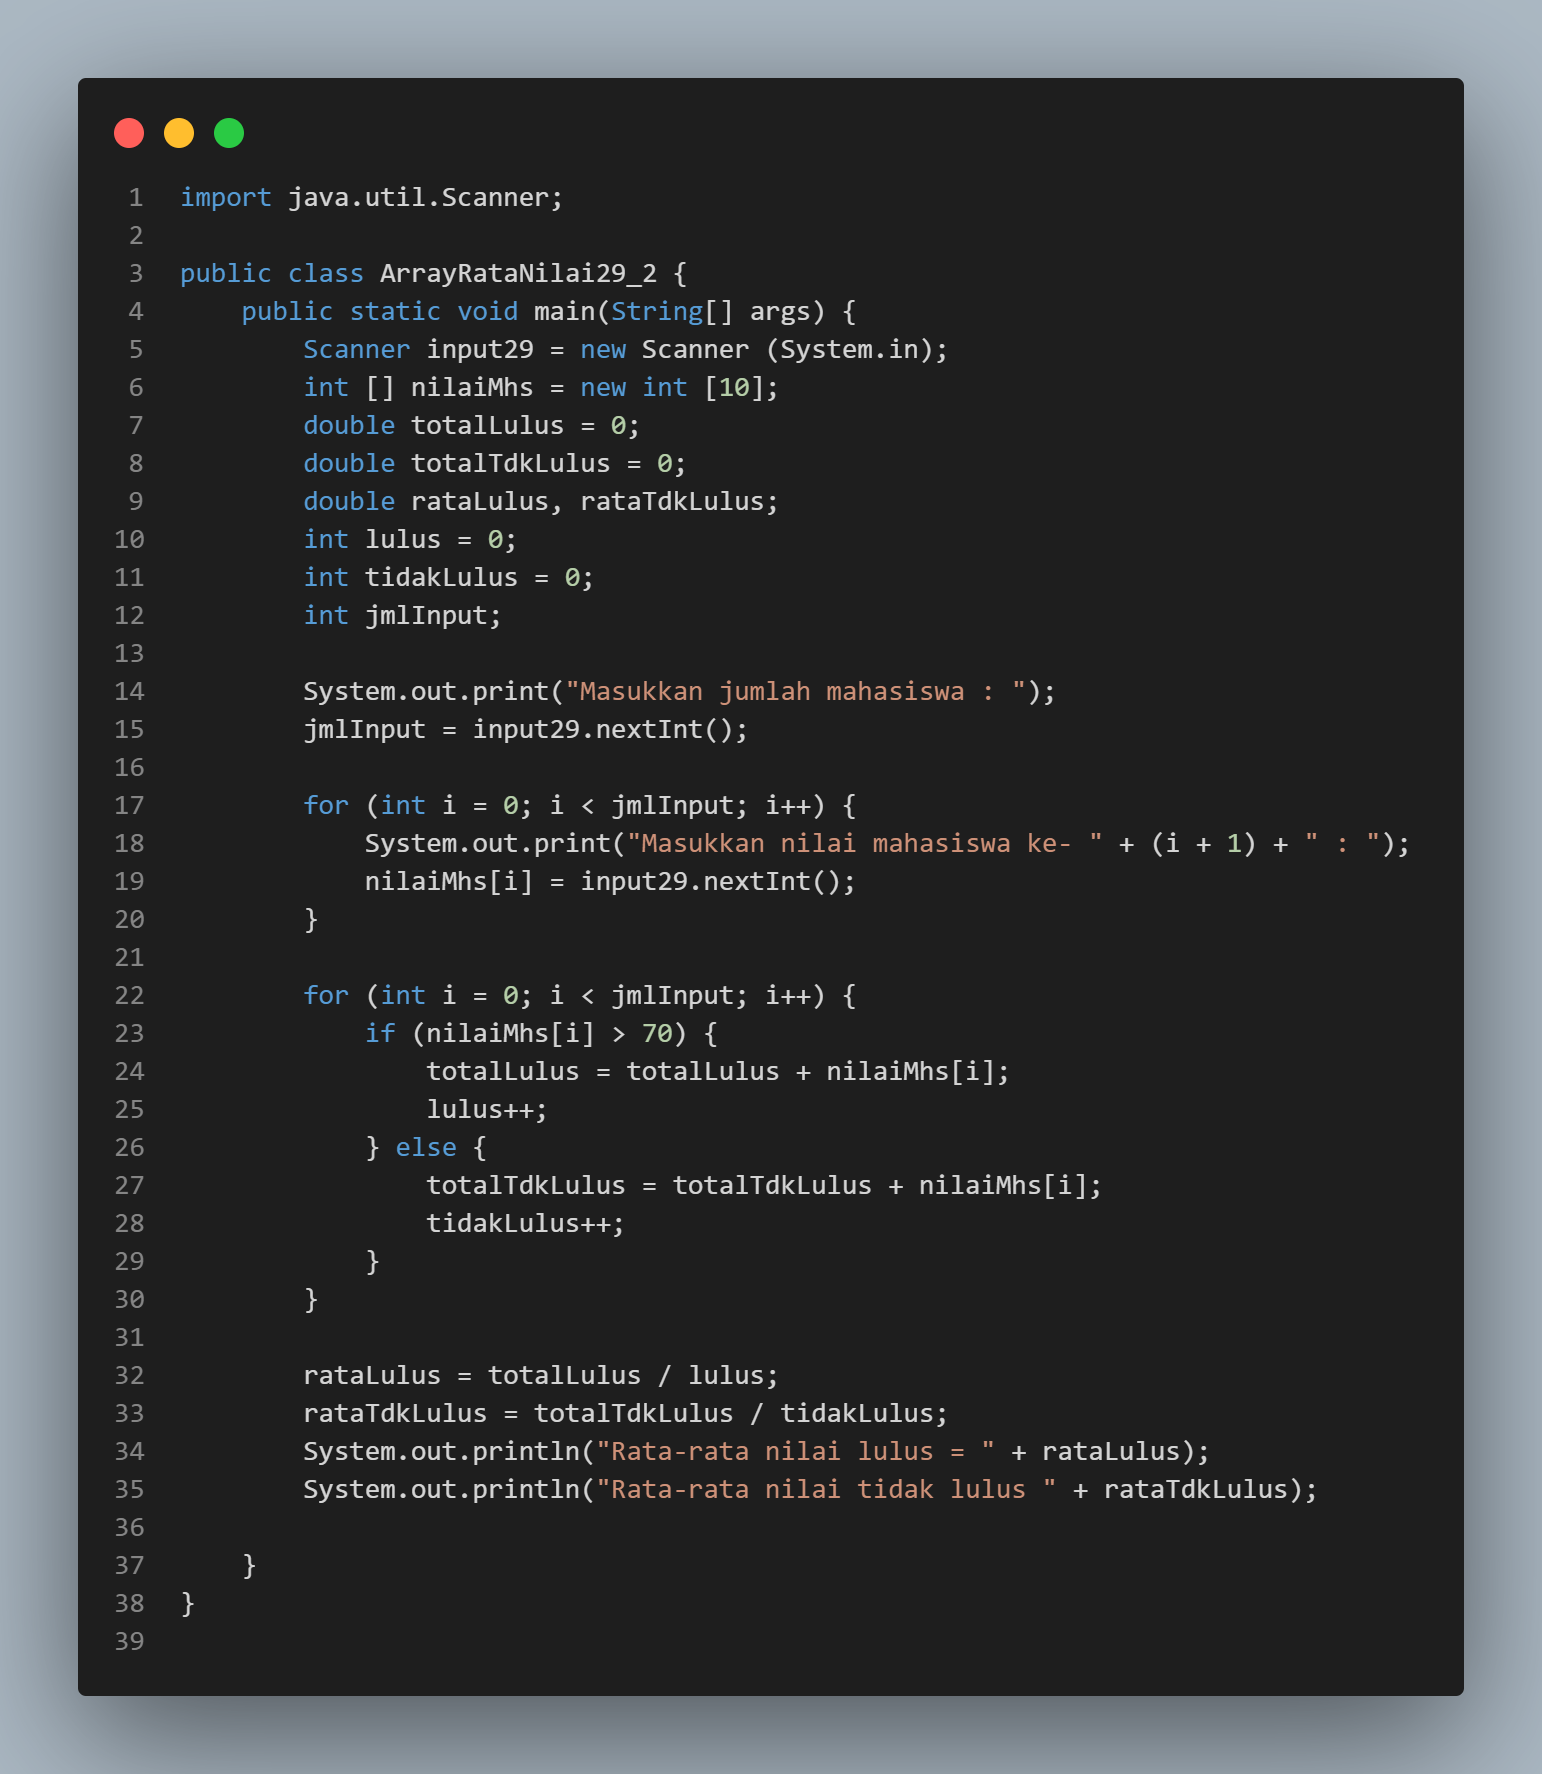 1 import java.util.Scanner;
2
3 public class ArrayRataNilai29_2 {
4     public static void main(String[] args) {
5         Scanner input29 = new Scanner (System.in);
6         int [] nilaiMhs = new int [10];
7         double totalLulus = 0;
8         double totalTdkLulus = 0;
9         double rataLulus, rataTdkLulus;
10         int lulus = 0;
11         int tidakLulus = 0;
12         int jmlInput;
13
14         System.out.print("Masukkan jumlah mahasiswa : ");
15         jmlInput = input29.nextInt();
16
17         for (int i = 0; i < jmlInput; i++) {
18             System.out.print("Masukkan nilai mahasiswa ke- " + (i + 1) + " : ");
19             nilaiMhs[i] = input29.nextInt();
20         }
21
22         for (int i = 0; i < jmlInput; i++) {
23             if (nilaiMhs[i] > 70) {
24                 totalLulus = totalLulus + nilaiMhs[i];
25                 lulus++;
26             } else {
27                 totalTdkLulus = totalTdkLulus + nilaiMhs[i];
28                 tidakLulus++;
29             }
30         }
31
32         rataLulus = totalLulus / lulus;
33         rataTdkLulus = totalTdkLulus / tidakLulus;
34         System.out.println("Rata-rata nilai lulus = " + rataLulus);
35         System.out.println("Rata-rata nilai tidak lulus " + rataTdkLulus);
36
37     }
38 }
39